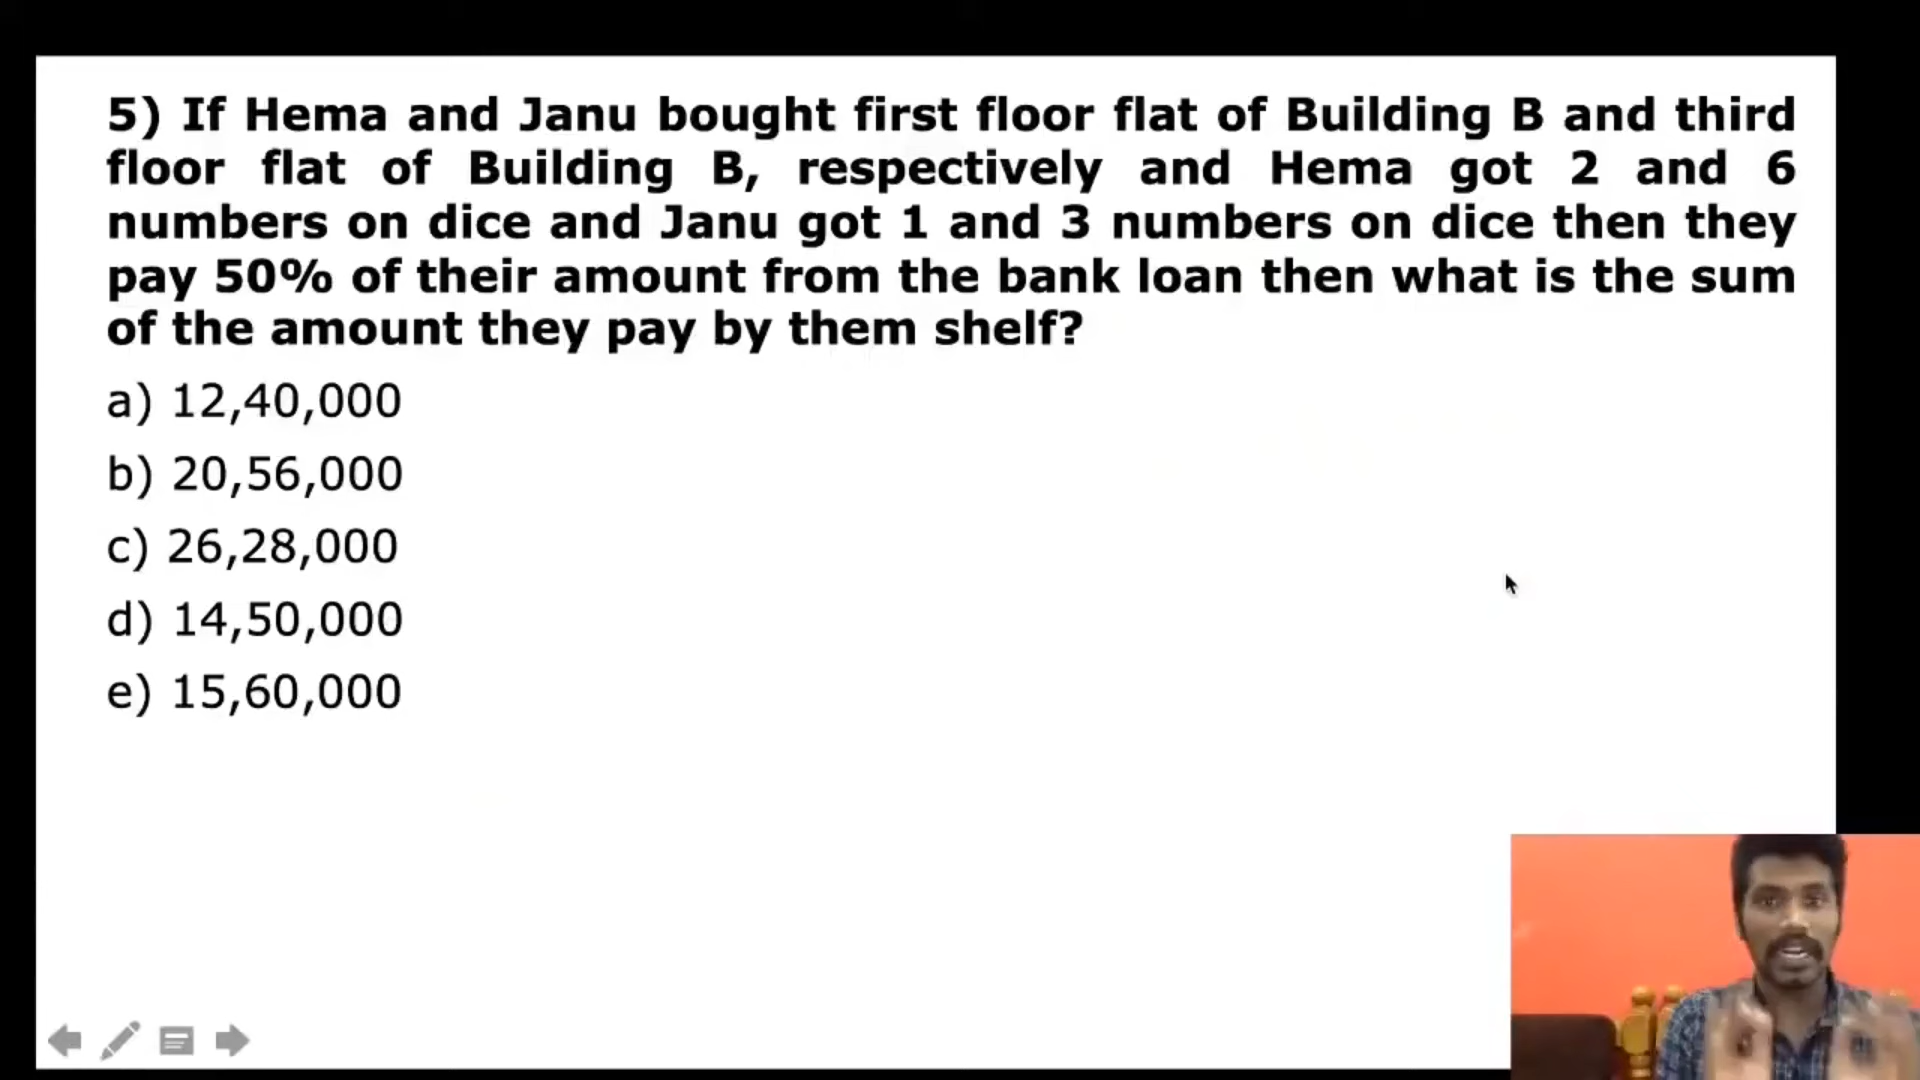 5) If Hema and Janu bought first floor flat of Building B and third
floor flat of Building B, respectively and Hema got 2 and 6
numbers on dice and Janu got 1 and 3 numbers on dice then they
pay 50% of their amount from the bank loan then what is the sum
of the amount they pay by them shelf?
a) 12,40,000
b) 20,56,000
c) 26,28,000
d) 14,50,000
e) 15,60,000